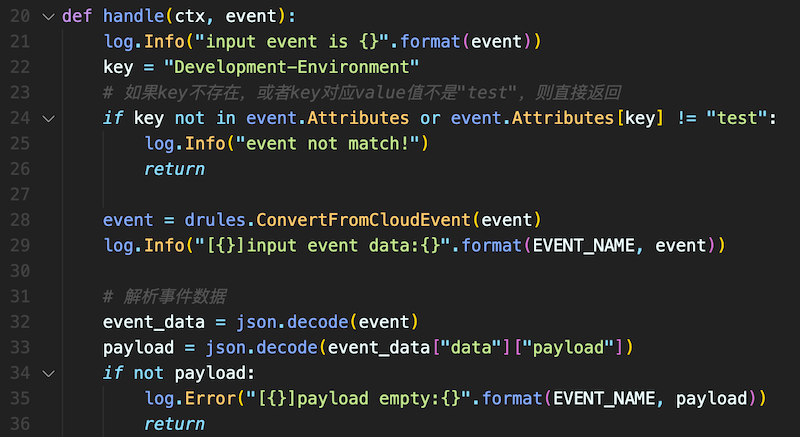 20 def handle(ctx, event):
21     log.Info("input event is {}".format(event))
22     key = "Development-Environment"
23     # 如果key不存在，或者key对应value值不是"test"，则直接返回
24     if key not in event.Attributes or event.Attributes[key] != "test":
25         log.Info("event not match!")
26         return
27
28     event = drules.ConvertFromCloudEvent(event)
29     log.Info("[{}]input event data:{}".format(EVENT_NAME, event))
30
31     # 解析事件数据
32     event_data = json.decode(event)
33     payload = json.decode(event_data["data"]["payload"])
34     if not payload:
35         log.Error("[{}]payload empty:{}".format(EVENT_NAME, payload))
36         return